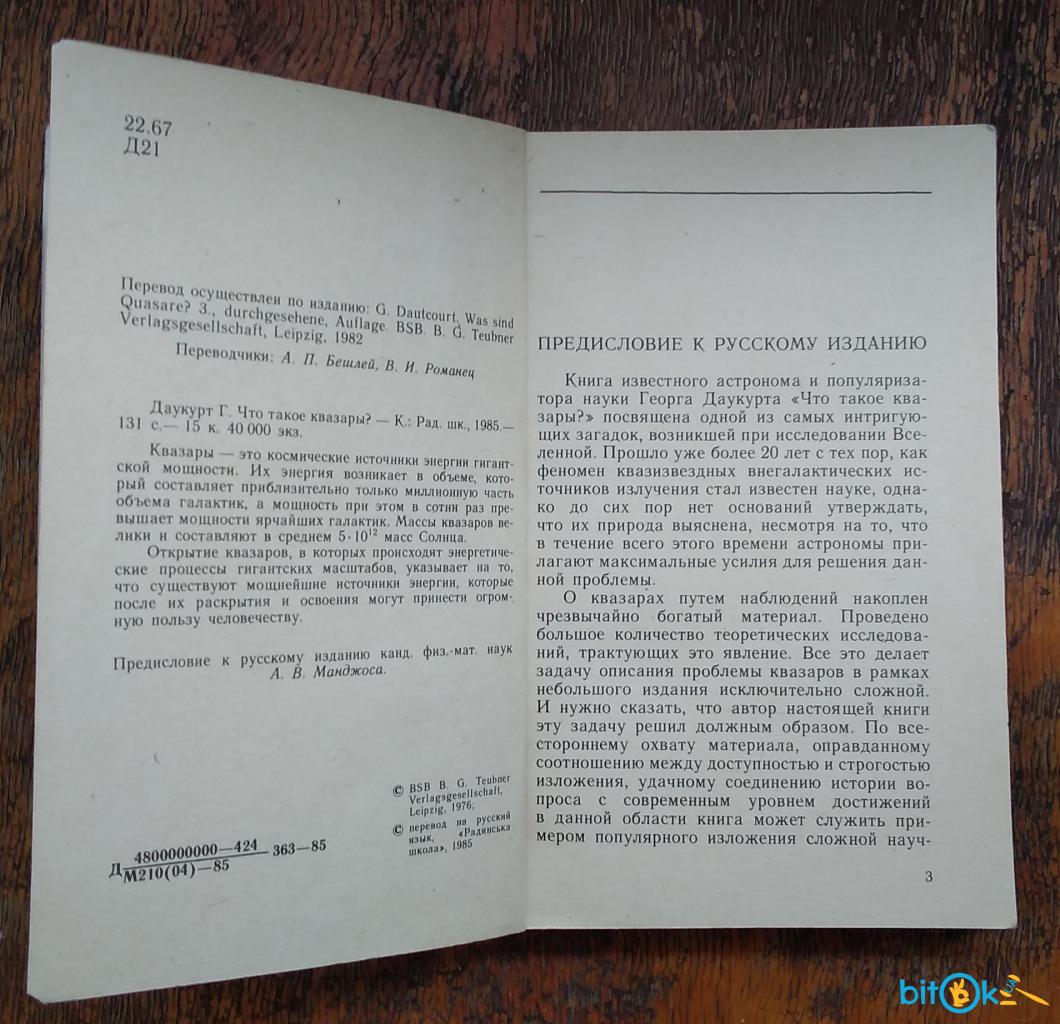 22.67
Д21
Перевод осуществлен по изданию: G. Dautcourt. Was sind
Quasare? 3., durchgesehene, Auflage. BSB. B. G. Teubner
Verlagsgesellschaft, Leipzig, 1982
Переводчики: А. П. Бешлей, В. И. Романец
Даукурт Г. Что такое квазары? — К.: Рад. шк., 1985.—
131 с.— 15 к. 40 000 экз.
Квазары — это космические источники энергии гигант-
ской мощности. Их энергия возникает в объеме, кото-
рый составляет приблизительно только миллионную часть
объема галактик, а мощность при этом в сотни раз пре-
вышает мощности ярчайших галактик. Массы квазаров ве-
лики и составляют в среднем 5·10¹² масс Солнца.
Открытие квазаров, в которых происходят энергетиче-
ские процессы гигантских масштабов, указывает на то,
что существуют мощнейшие источники энергии, которые
после их раскрытия и освоения могут принести огром-
ную пользу человечеству.
Предисловие к русскому изданию канд. физ.-мат. наук
А. В. Манджоса.
© BSB B. G. Teubner
Verlagsgesellschaft,
Leipzig, 1976;
© перевод на русский
язык, «Радянська
школа», 1985
Д 4800000000—424 363—85
М210(04)—85
ПРЕДИСЛОВИЕ К РУССКОМУ ИЗДАНИЮ
Книга известного астронома и популяриза-
тора науки Георга Даукурта «Что такое ква-
зары?» посвящена одной из самых интригую-
щих загадок, возникшей при исследовании Все-
ленной. Прошло уже более 20 лет с тех пор, как
феномен квазизвездных внегалактических ис-
точников излучения стал известен науке, одна-
ко до сих пор нет оснований утверждать,
что их природа выяснена, несмотря на то, что
в течение всего этого времени астрономы при-
лагают максимальные усилия для решения дан-
ной проблемы.
О квазарах путем наблюдений накоплен
чрезвычайно богатый материал. Проведено
большое количество теоретических исследова-
ний, трактующих это явление. Все это делает
задачу описания проблемы квазаров в рамках
небольшого издания исключительно сложной.
И нужно сказать, что автор настоящей книги
эту задачу решил должным образом. По все-
стороннему охвату материала, оправданному
соотношению между доступностью и строгостью
изложения, удачному соединению истории во-
проса с современным уровнем достижений
в данной области книга может служить при-
мером популярного изложения сложной науч-
3
bitOk